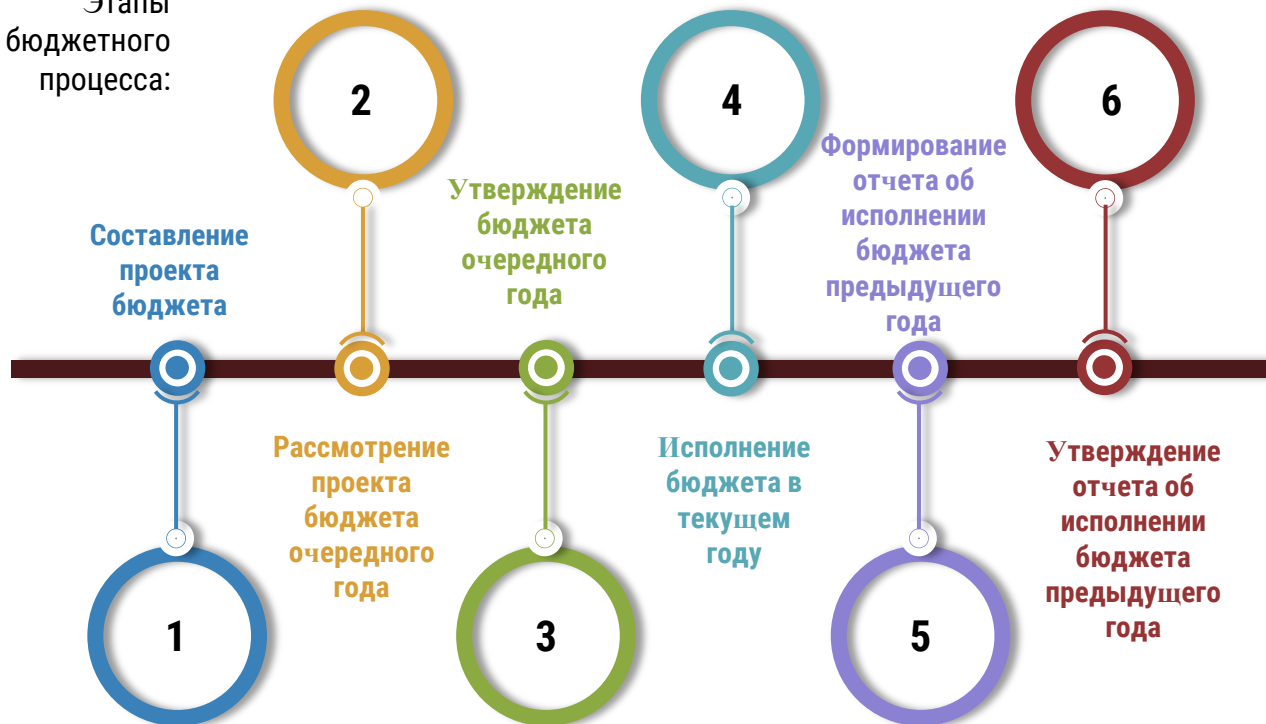 Этапы
бюджетного
процесса:
1
Составление
проекта
бюджета
2
Рассмотрение
проекта
бюджета
очередного
года
3
Утверждение
бюджета
очередного
года
4
Исполнение
бюджета в
текущем
году
5
Формирование
отчета об
исполнении
бюджета
предыдущего
года
6
Утверждение
отчета об
исполнении
бюджета
предыдущего
года